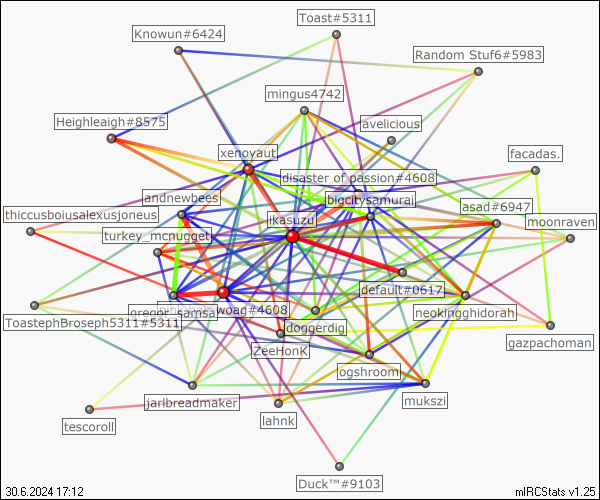 Toast#5311
Knowun#6424
Random Stuf6#5983
mingus4742
Heighleaigh#8575
avelicious
xenoyaut
facadas.
disaster of passion#4608
andnewbees
bigcitysamurai
asad#6947
thiccusboiusalexusjoneus
ikasuzu
moonraven
turkey_mcnugget
default#0617
gregor_samsa
woad#4608
neokingghidorah
ToastephBroseph5311#5311
doggerdig
gazpachoman
ZeeHonK
ogshroom
jarlbreadmaker
mukszi
tescoroll
lahnk
Duck™#9103
30.6.2024 17:12
mIRCStats v1.25